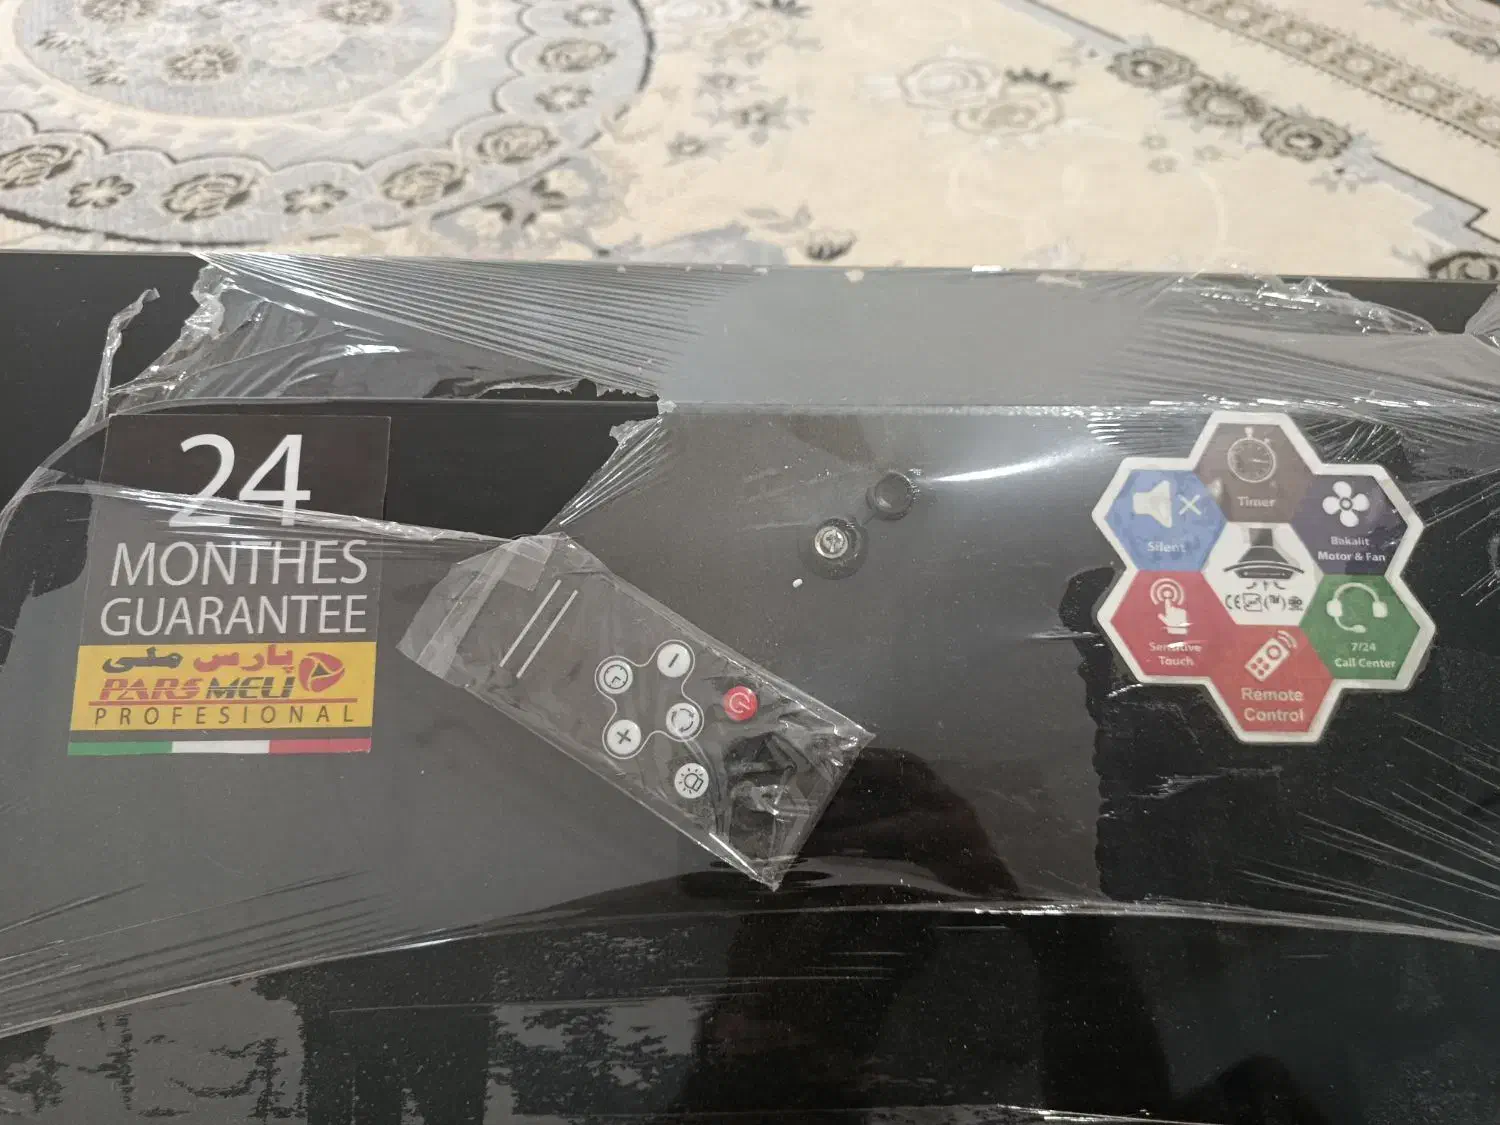 24
MONTHES
GUARANTEE
پارس ملی
PARS MELI
PROFESIONAL
Timer
Silent
Bakalit
Motor & Fan
Sensitive
Touch
7/24
Call Center
Remote
Control
CE